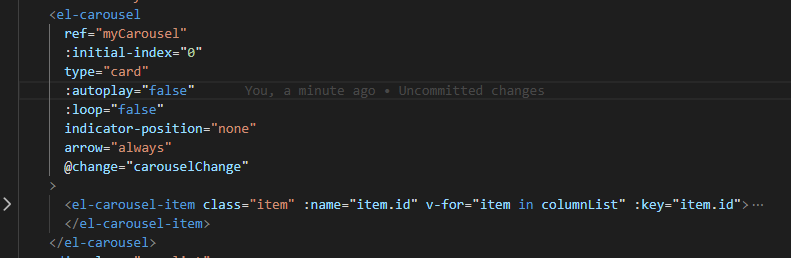 <el-carousel
ref="myCarousel"
:initial-index="0"
type="card"
:autoplay="false" You, a minute ago • Uncommitted changes
:loop="false"
indicator-position="none"
arrow="always"
@change="carouselChange"
>
<el-carousel-item class="item" :name="item.id" v-for="item in columnList" :key="item.id">…
</el-carousel-item>
</el-carousel>